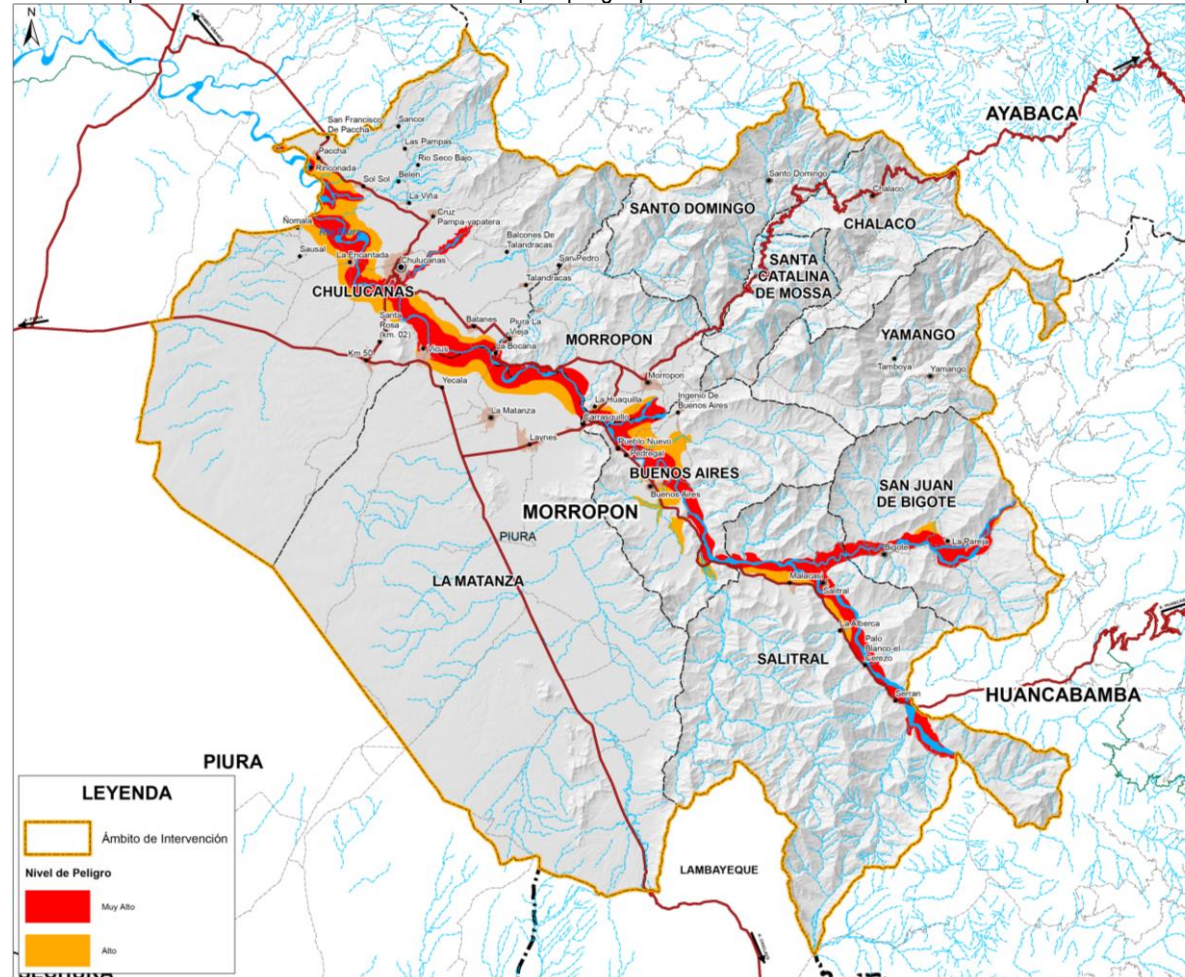 N
AYABACA
San Francisco
De Paccha
Sancor
Las Pampas
Paccha
Rio Seco Bajo
Rinconada
Sol Sol
Belen
La Viña
Santo Domingo
Chalaco
SANTO DOMINGO
CHALACO
Ñomala
Cruz
Pampa-yapatera
Sausal
Balcones De
Talandracas
La Encantada
Chulucanas
San Pedro
SANTA
CATALINA
DE MOSSA
Talandracas
CHULUCANAS
Santa
Rosa
(km. 02)
Batanes
Piura La
Vieja
YAMANGO
MORROPON
Km 50
Vicus
La Bocana
Tamboya
Yamango
Yecala
Morropon
La Matanza
La Huaquilla
Ingenio De
Buenos Aires
Carrasquillo
Laynes
Pueblo Nuevo
Pedregal
BUENOS AIRES
SAN JUAN
DE BIGOTE
Buenos Aires
MORROPON
PIURA
La Pareja
Bigote
LA MATANZA
Malacasi
Salitral
La Alberca
Palo
Blanco-el
Cerezo
SALITRAL
Serran
HUANCABAMBA
PIURA
LEYENDA
Ámbito de Intervención
Nivel de Peligro
Muy Alto
Alto
LAMBAYEQUE